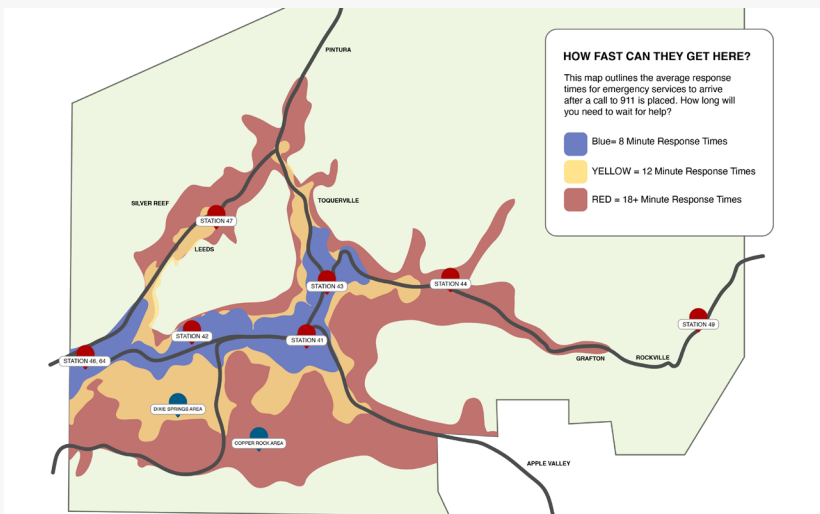 PINTURA
HOW FAST CAN THEY GET HERE?
This map outlines the average response
times for emergency services to arrive
after a call to 911 is placed. How long will
you need to wait for help?
Blue= 8 Minute Response Times
YELLOW = 12 Minute Response Times
RED = 18+ Minute Response Times
SILVER REEF
TOQUERVILLE
STATION 47
LEEDS
STATION 43
STATION 44
STATION 49
STATION 42
STATION 41
STATION 46, 64
GRAFTON
ROCKVILLE
DIXIE SPRINGS AREA
COPPER ROCK AREA
APPLE VALLEY